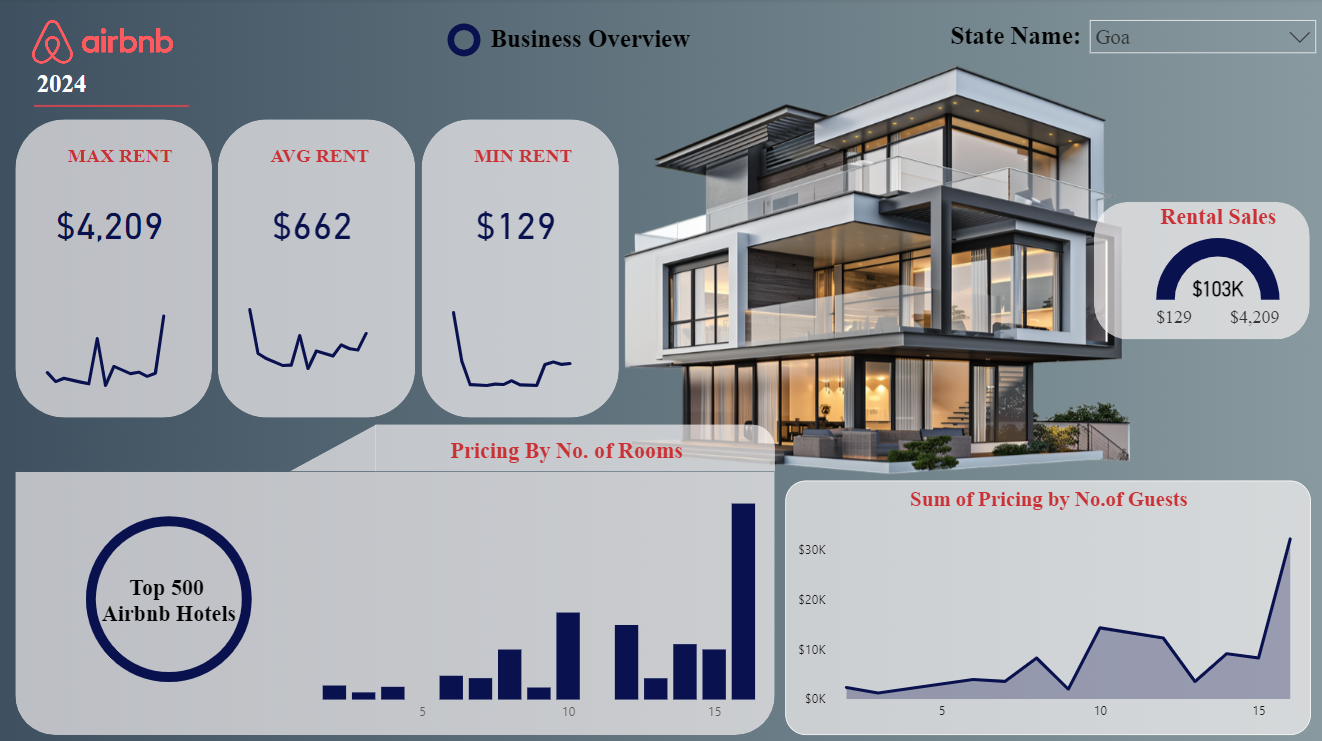 airbnb
2024
Business Overview
State Name:
Goa
MAX RENT
$4,209
AVG RENT
$662
MIN RENT
$129
Rental Sales
$103K
$129
$4,209
Pricing By No. of Rooms
Top 500
Airbnb Hotels
5
10
15
Sum of Pricing by No.of Guests
$30K
$20K
$10K
$0K
5
10
15